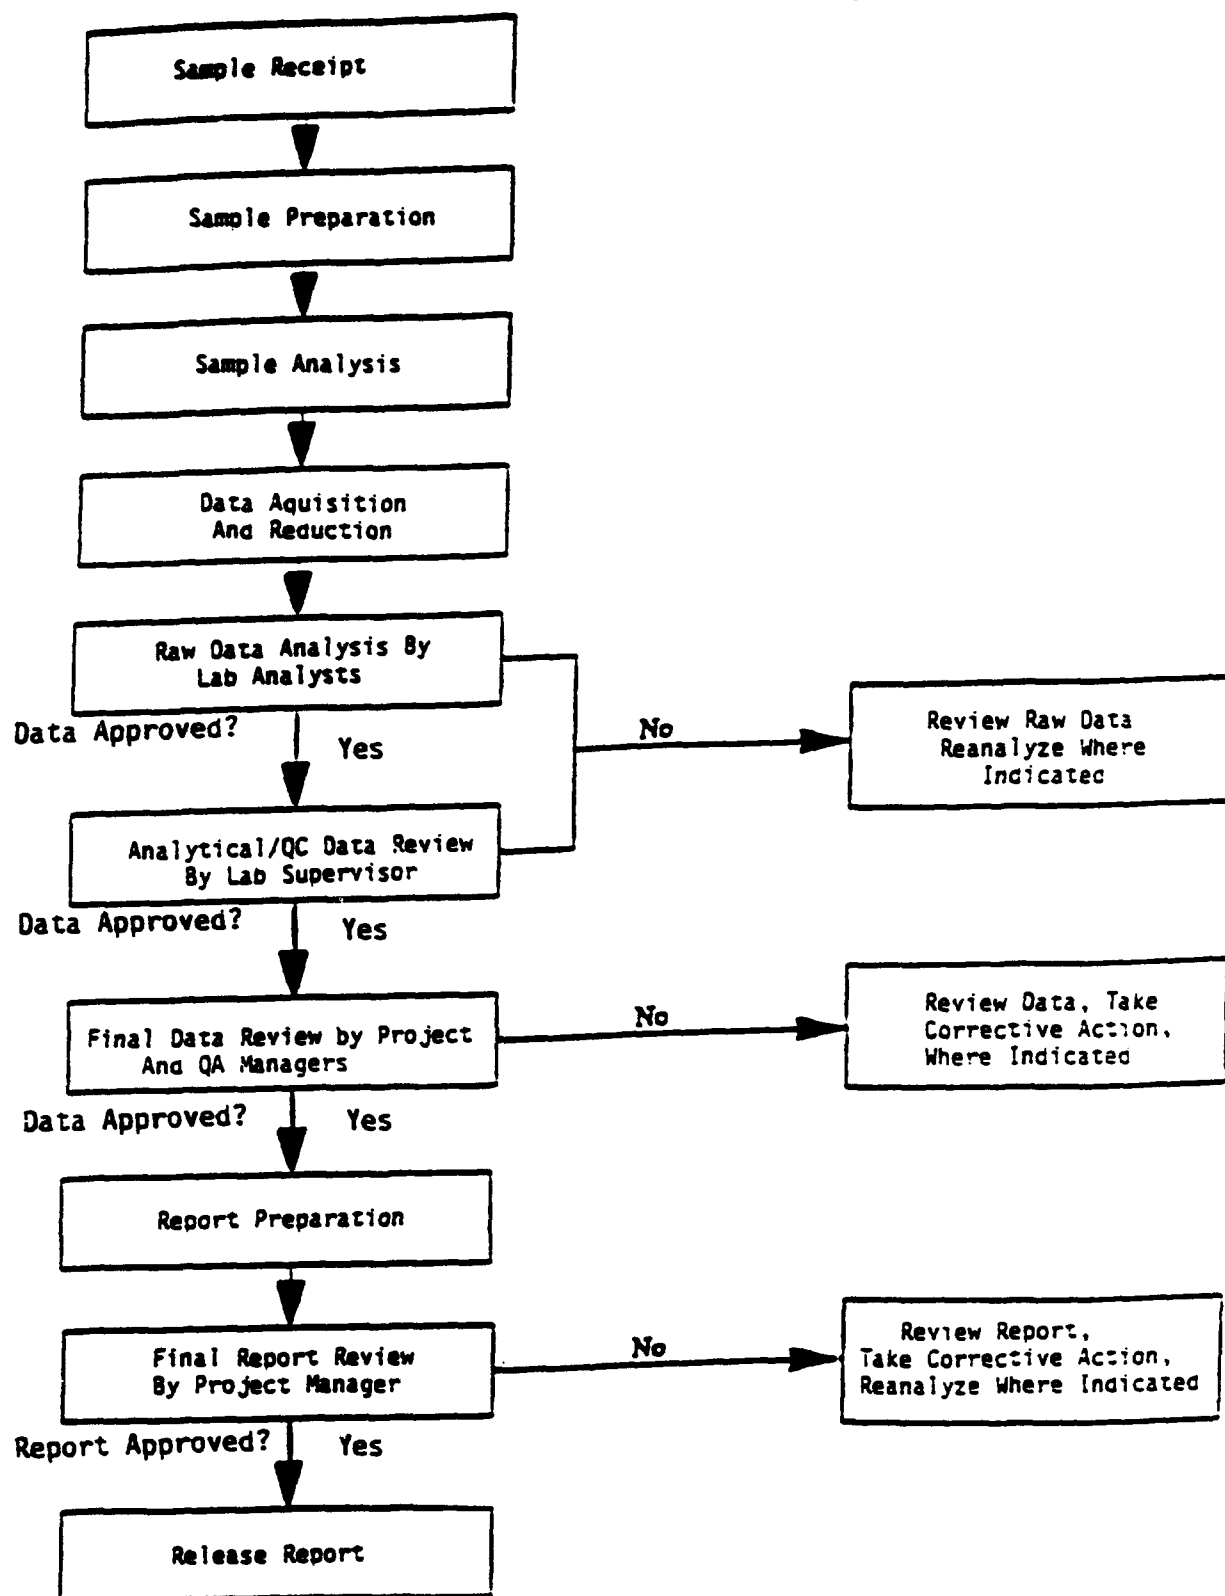 Sample Receipt
Sample Preparation
Sample Analysis
Data Aquisition
And Reduction
Raw Data Analysis By
Lab Analysts
Data Approved?
Yes
No
Review Raw Data
Reanalyze Where
Indicated
Analytical/QC Data Review
By Lab Supervisor
Data Approved?
Yes
Final Data Review by Project
And QA Managers
No
Review Data, Take
Corrective Action,
Where Indicated
Data Approved?
Yes
Report Preparation
Final Report Review
By Project Manager
No
Review Report,
Take Corrective Action,
Reanalyze Where Indicated
Report Approved?
Yes
Release Report